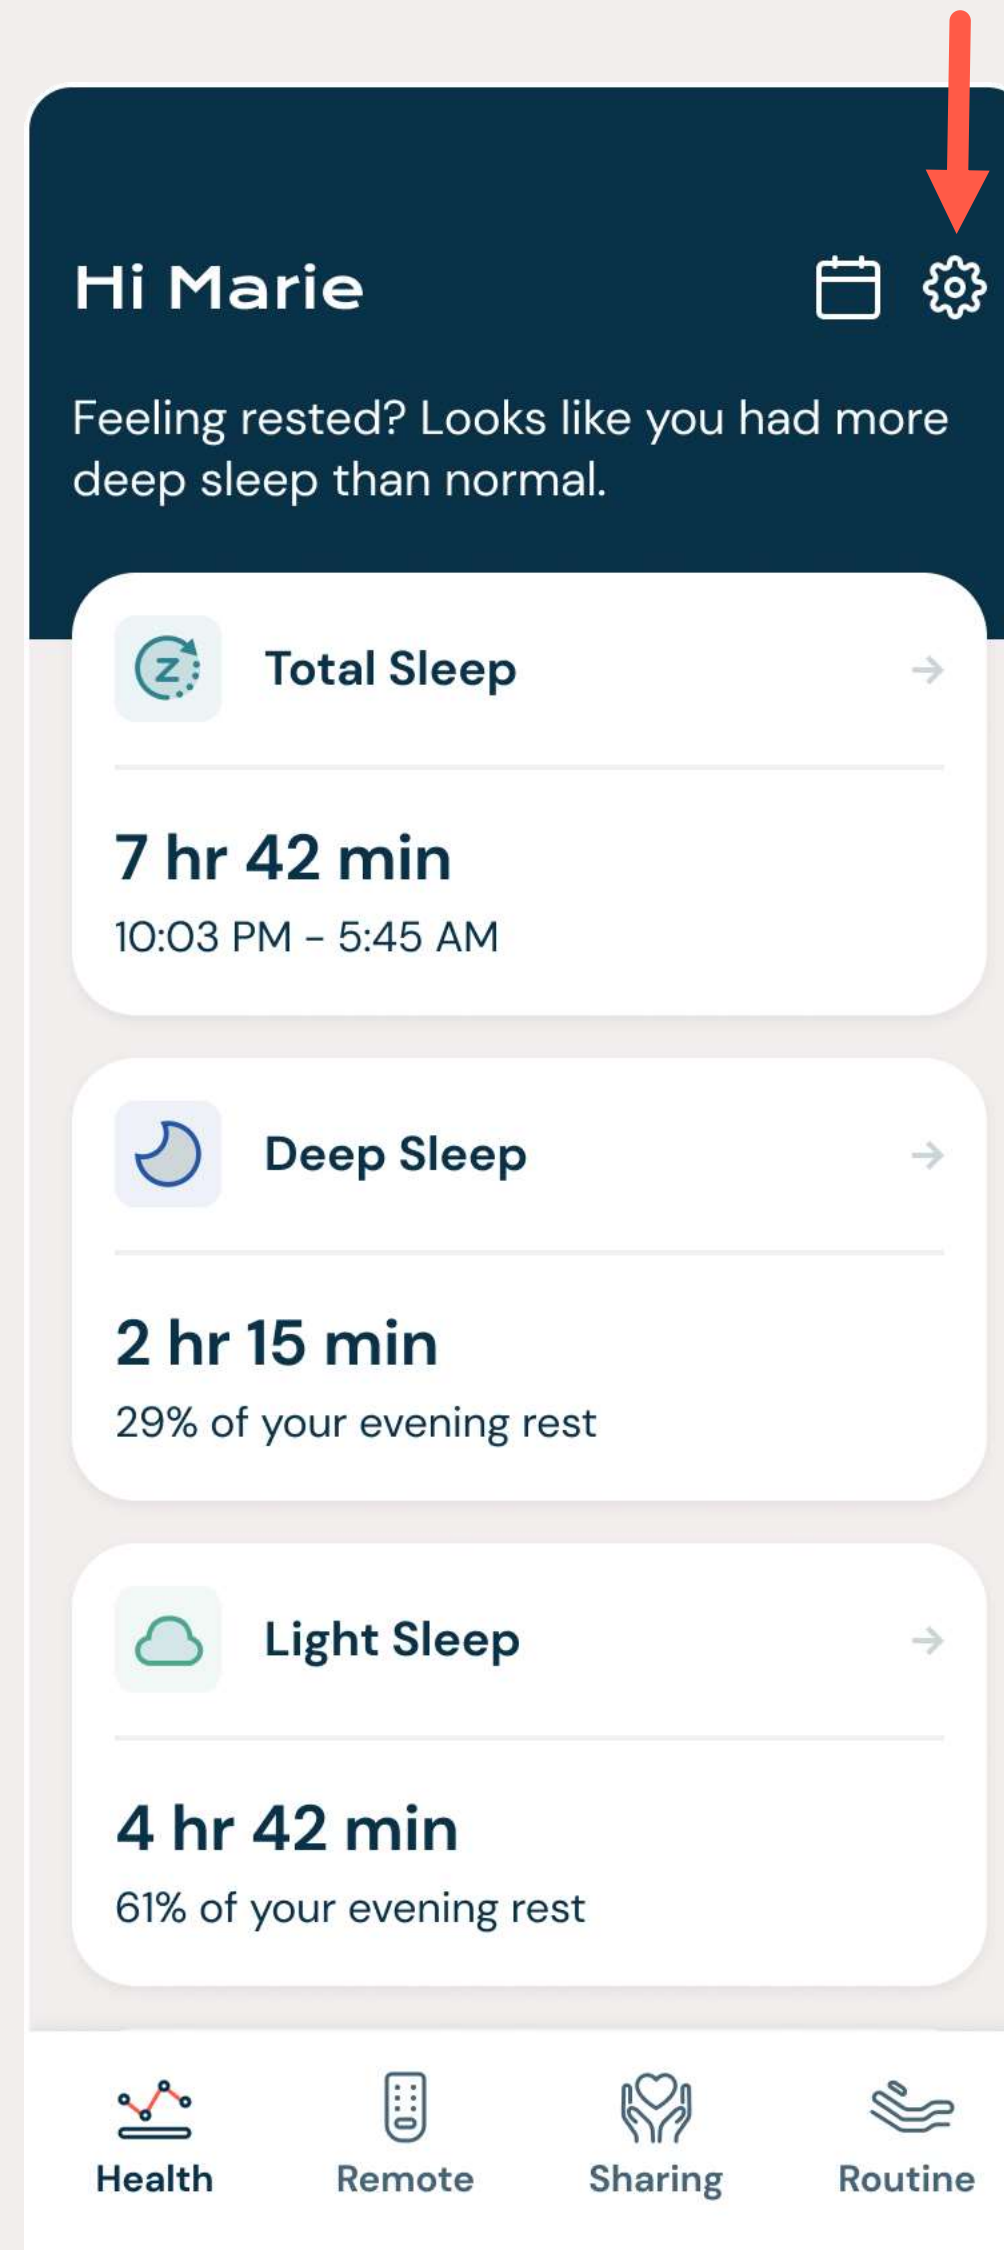 Hi Marie
Feeling rested? Looks like you had more
deep sleep than normal.
Z
Total Sleep
7 hr 42 min
10:03 PM – 5:45 AM
Deep Sleep
2 hr 15 min
29% of your evening rest
Light Sleep
4 hr 42 min
61% of your evening rest
Health Remote Sharing Routine